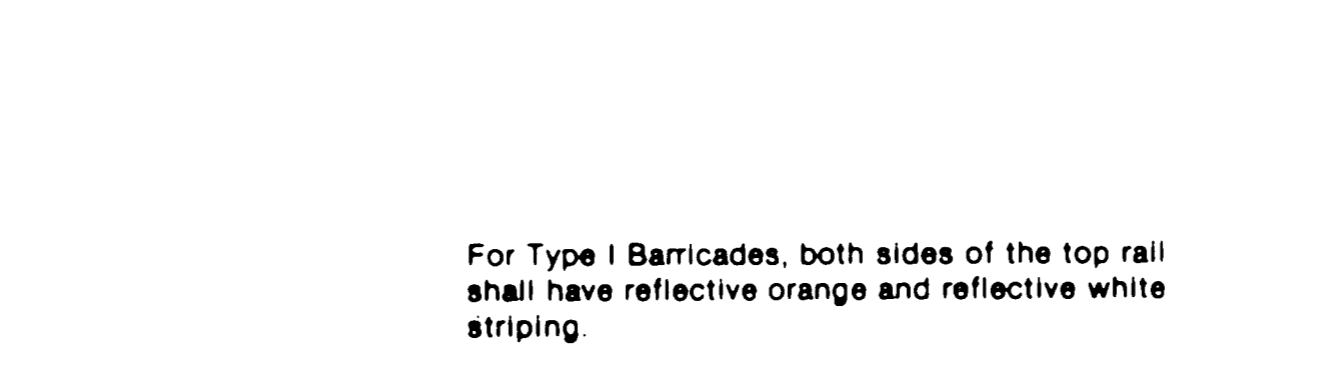 For Type I Barricades, both sides of the top rail
shall have reflective orange and reflective white
striping.